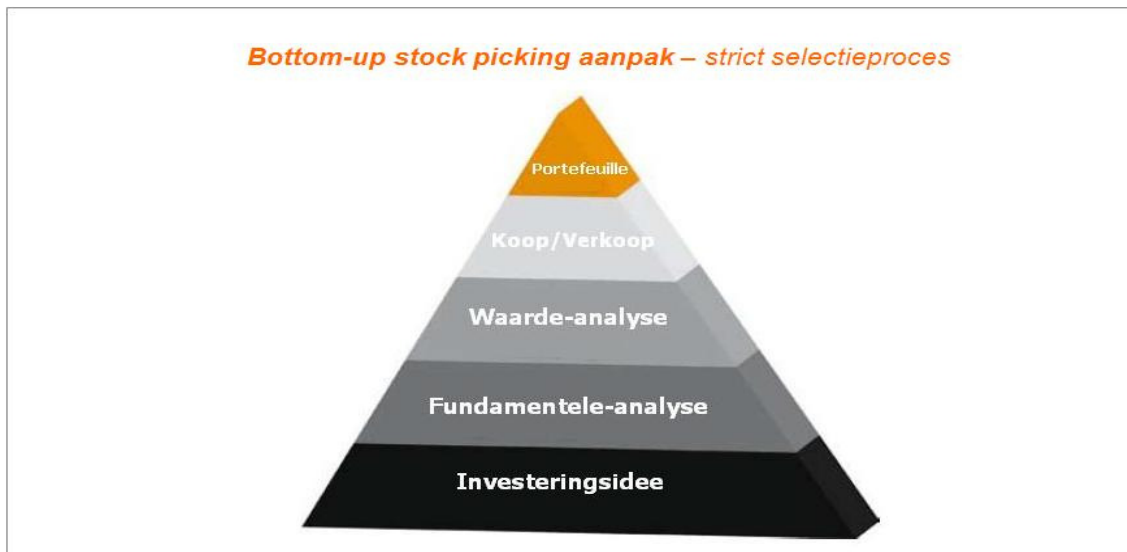 Bottom-up stock picking aanpak – strict selectieproces
Portefeuille
Koop/Verkoop
Waarde-analyse
Fundamentele-analyse
Investeringsidee